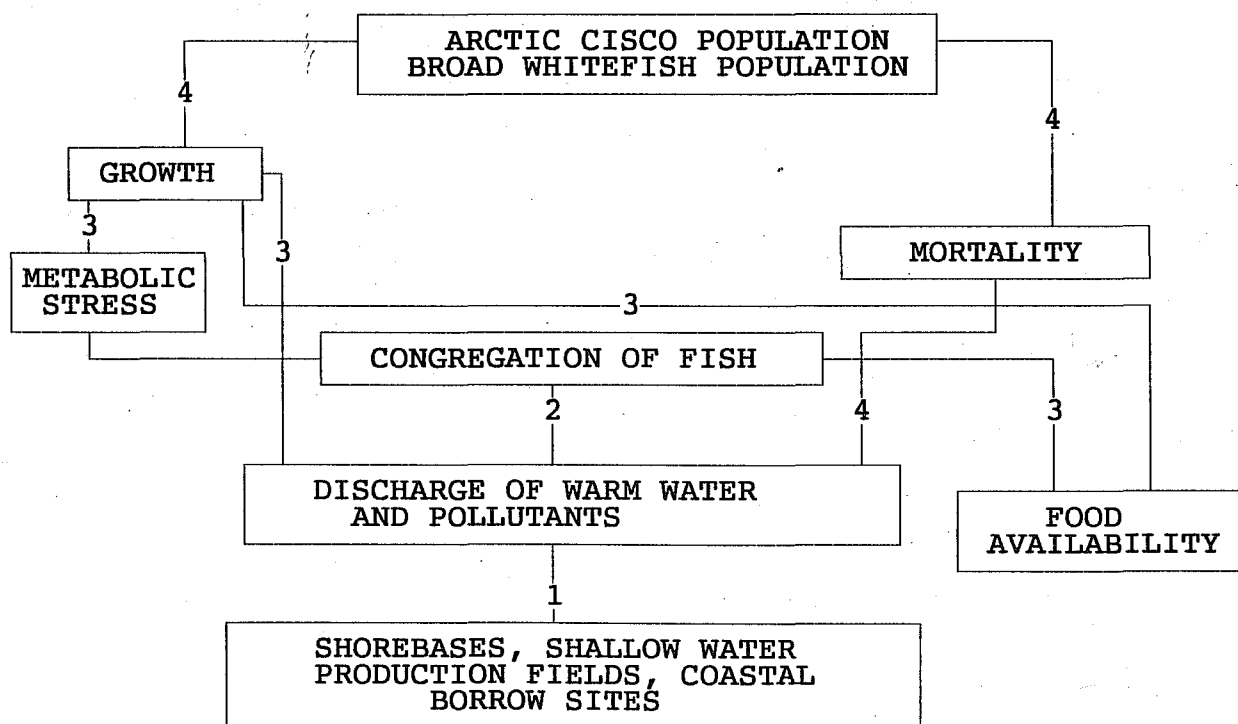 ARCTIC CISCO POPULATION
BROAD WHITEFISH POPULATION
4
4
GROWTH
3
3
MORTALITY
METABOLIC
STRESS
3
CONGREGATION OF FISH
2
4
3
DISCHARGE OF WARM WATER
AND POLLUTANTS
FOOD
AVAILABILITY
1
SHOREBASES, SHALLOW WATER
PRODUCTION FIELDS, COASTAL
BORROW SITES